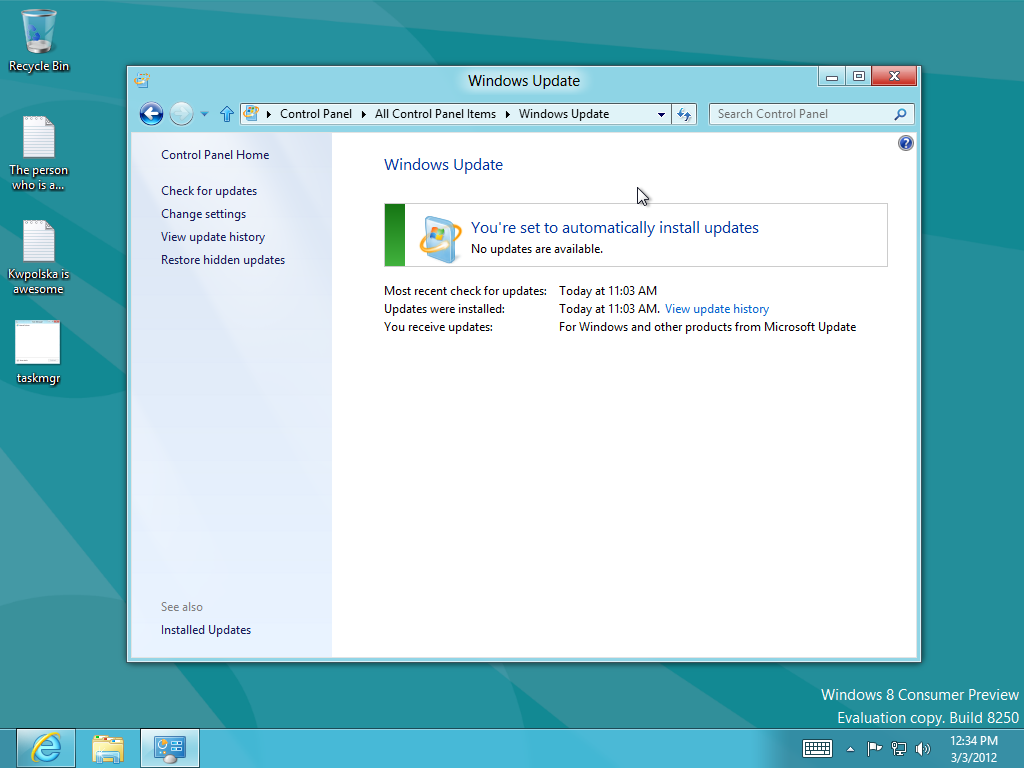 Recycle Bin
The person
who is a...
Kwpolska is
awesome
taskmgr
Windows Update
Control Panel
All Control Panel Items
Windows Update
Search Control Panel
Control Panel Home
Check for updates
Change settings
View update history
Restore hidden updates
See also
Installed Updates
Windows Update
You're set to automatically install updates
No updates are available.
Most recent check for updates: Today at 11:03 AM
Updates were installed: Today at 11:03 AM. View update history
You receive updates: For Windows and other products from Microsoft Update
Windows 8 Consumer Preview
Evaluation copy. Build 8250
12:34 PM
3/3/2012